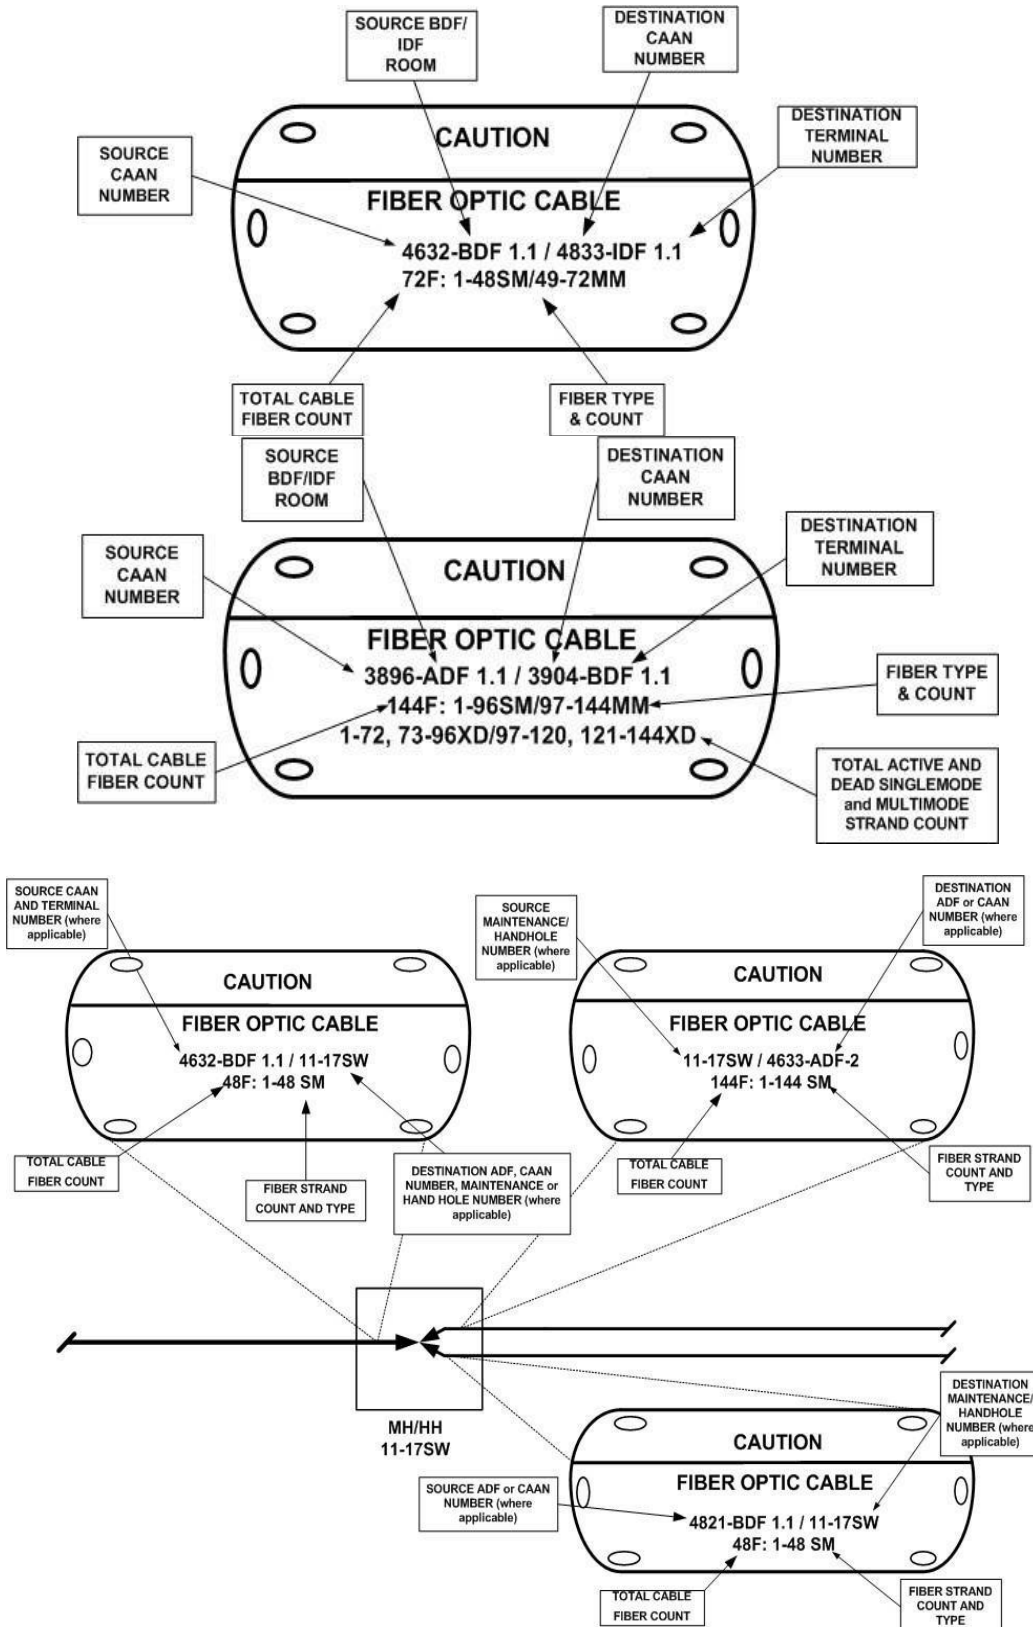 SOURCE BDF/
IDF
ROOM
DESTINATION
CAAN
NUMBER
SOURCE
CAAN
NUMBER
DESTINATION
TERMINAL
NUMBER
CAUTION
FIBER OPTIC CABLE
4632-BDF 1.1 / 4833-IDF 1.1
72F: 1-48SM/49-72MM
TOTAL CABLE
FIBER COUNT
FIBER TYPE
& COUNT
SOURCE
BDF/IDF
ROOM
DESTINATION
CAAN
NUMBER
SOURCE
CAAN
NUMBER
DESTINATION
TERMINAL
NUMBER
CAUTION
FIBER OPTIC CABLE
3896-ADF 1.1 / 3904-BDF 1.1
144F: 1-96SM/97-144MM
1-72, 73-96XD/97-120, 121-144XD
FIBER TYPE
& COUNT
TOTAL CABLE
FIBER COUNT
TOTAL ACTIVE AND
DEAD SINGLEMODE
and MULTIMODE
STRAND COUNT
SOURCE CAAN
AND TERMINAL
NUMBER (where
applicable)
CAUTION
FIBER OPTIC CABLE
4632-BDF 1.1 / 11-17SW
48F: 1-48 SM
TOTAL CABLE
FIBER COUNT
FIBER STRAND
COUNT AND TYPE
DESTINATION ADF, CAAN
NUMBER, MAINTENANCE or
HAND HOLE NUMBER (where
applicable)
SOURCE
MAINTENANCE/
HANDHOLE
NUMBER (where
applicable)
DESTINATION
ADF or CAAN
NUMBER (where
applicable)
CAUTION
FIBER OPTIC CABLE
11-17SW / 4633-ADF-2
144F: 1-144 SM
TOTAL CABLE
FIBER COUNT
FIBER STRAND
COUNT AND
TYPE
MH/HH
11-17SW
DESTINATION
MAINTENANCE/
HANDHOLE
NUMBER (where
applicable)
SOURCE ADF or CAAN
NUMBER (where
applicable)
CAUTION
FIBER OPTIC CABLE
4821-BDF 1.1 / 11-17SW
48F: 1-48 SM
TOTAL CABLE
FIBER COUNT
FIBER STRAND
COUNT AND
TYPE